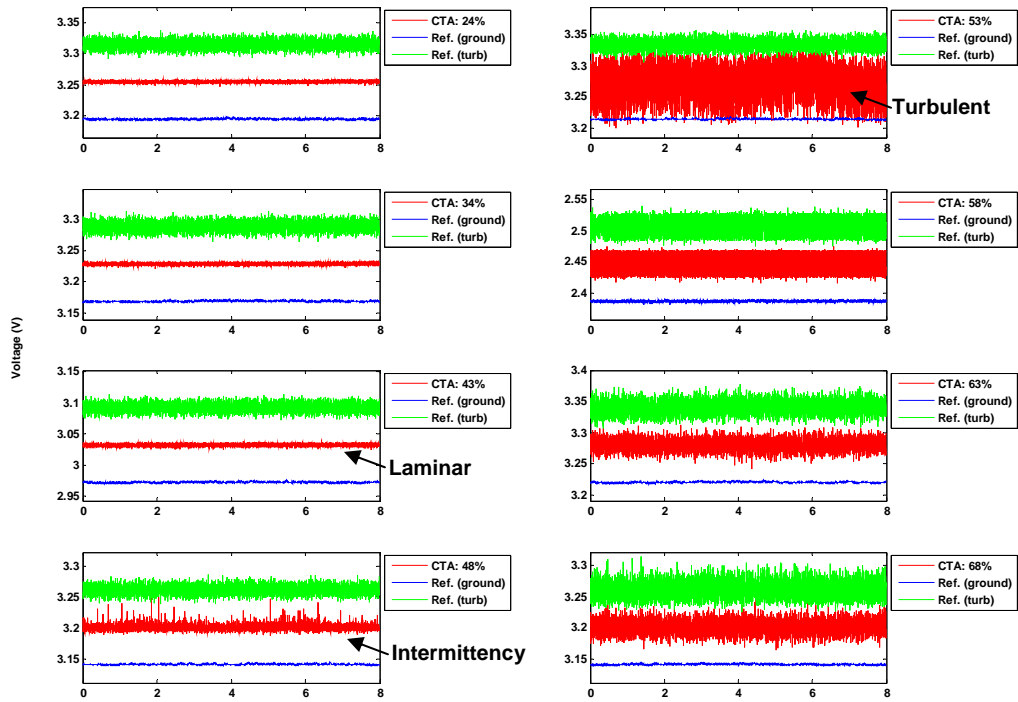 Voltage (V)
3.35
3.3
3.25
3.2
0 2 4 6 8
CTA: 24%
Ref. (ground)
Ref. (turb)
3.35
3.3
3.25
3.2
0 2 4 6 8
CTA: 53%
Ref. (ground)
Ref. (turb)
Turbulent
3.3
3.25
3.2
3.15
0 2 4 6 8
CTA: 34%
Ref. (ground)
Ref. (turb)
2.55
2.5
2.45
2.4
0 2 4 6 8
CTA: 58%
Ref. (ground)
Ref. (turb)
3.15
3.1
3.05
3
2.95
0 2 4 6 8
CTA: 43%
Ref. (ground)
Ref. (turb)
Laminar
3.4
3.35
3.3
3.25
3.2
0 2 4 6 8
CTA: 63%
Ref. (ground)
Ref. (turb)
3.3
3.25
3.2
3.15
0 2 4 6 8
CTA: 48%
Ref. (ground)
Ref. (turb)
Intermittency
3.3
3.25
3.2
3.15
0 2 4 6 8
CTA: 68%
Ref. (ground)
Ref. (turb)